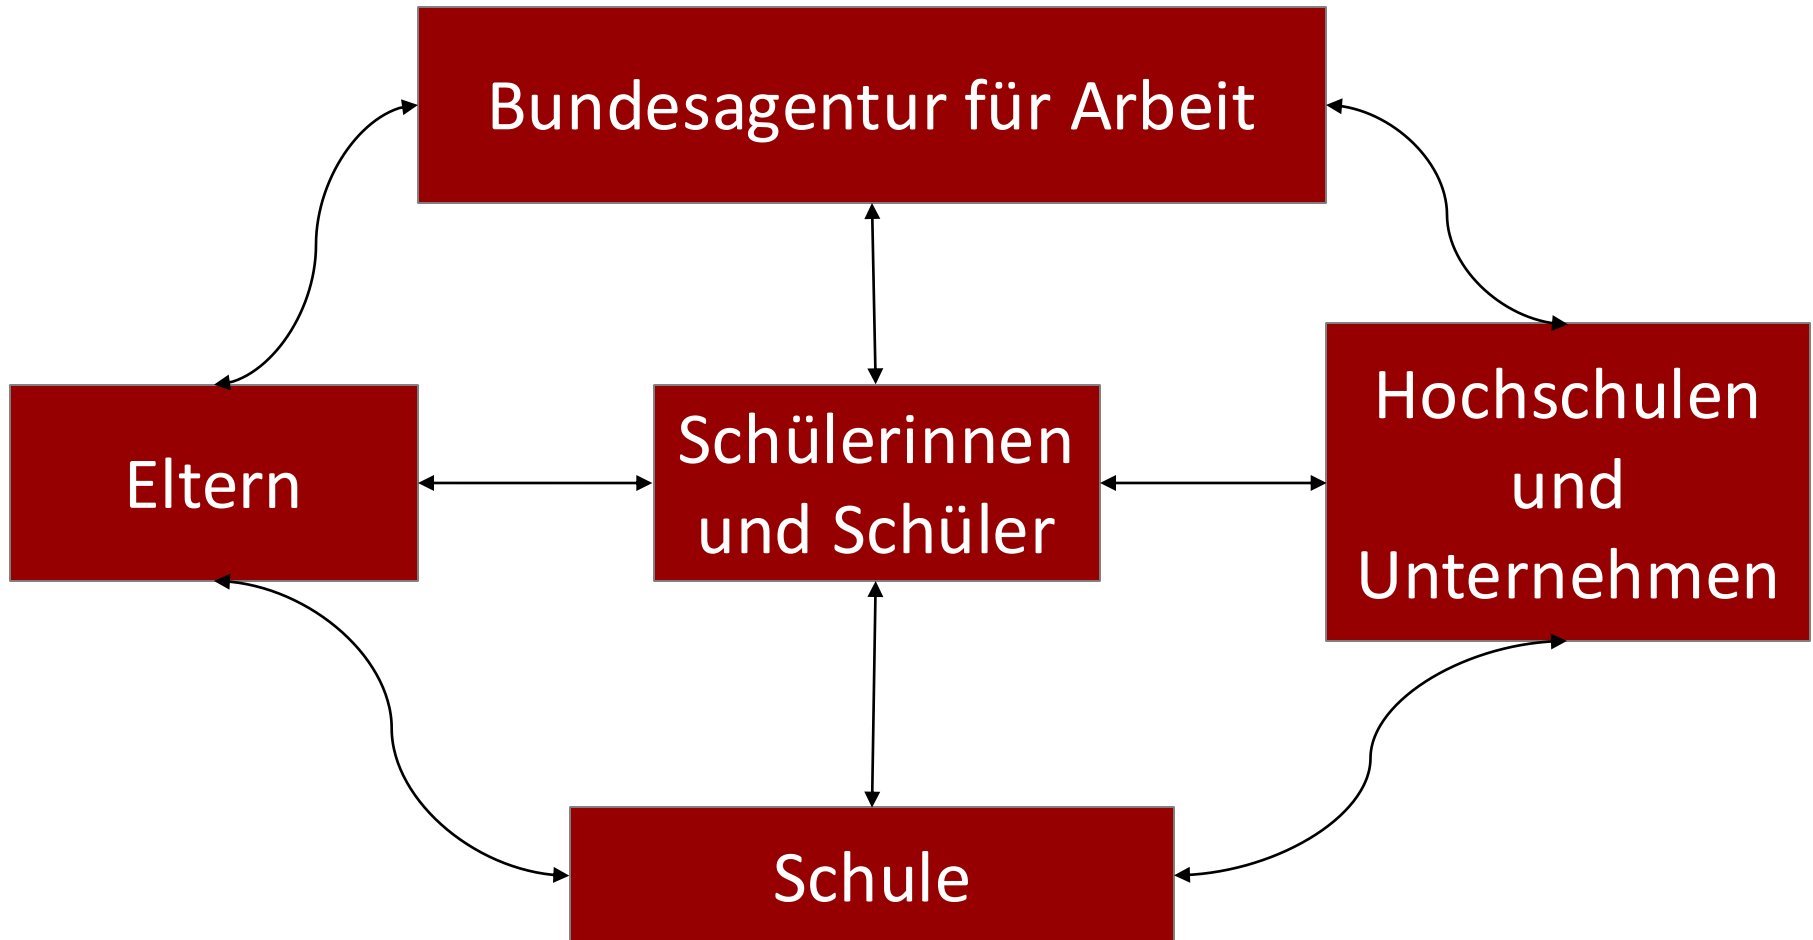 Bundesagentur für Arbeit
Eltern
Schülerinnen
und Schüler
Hochschulen
und
Unternehmen
Schule